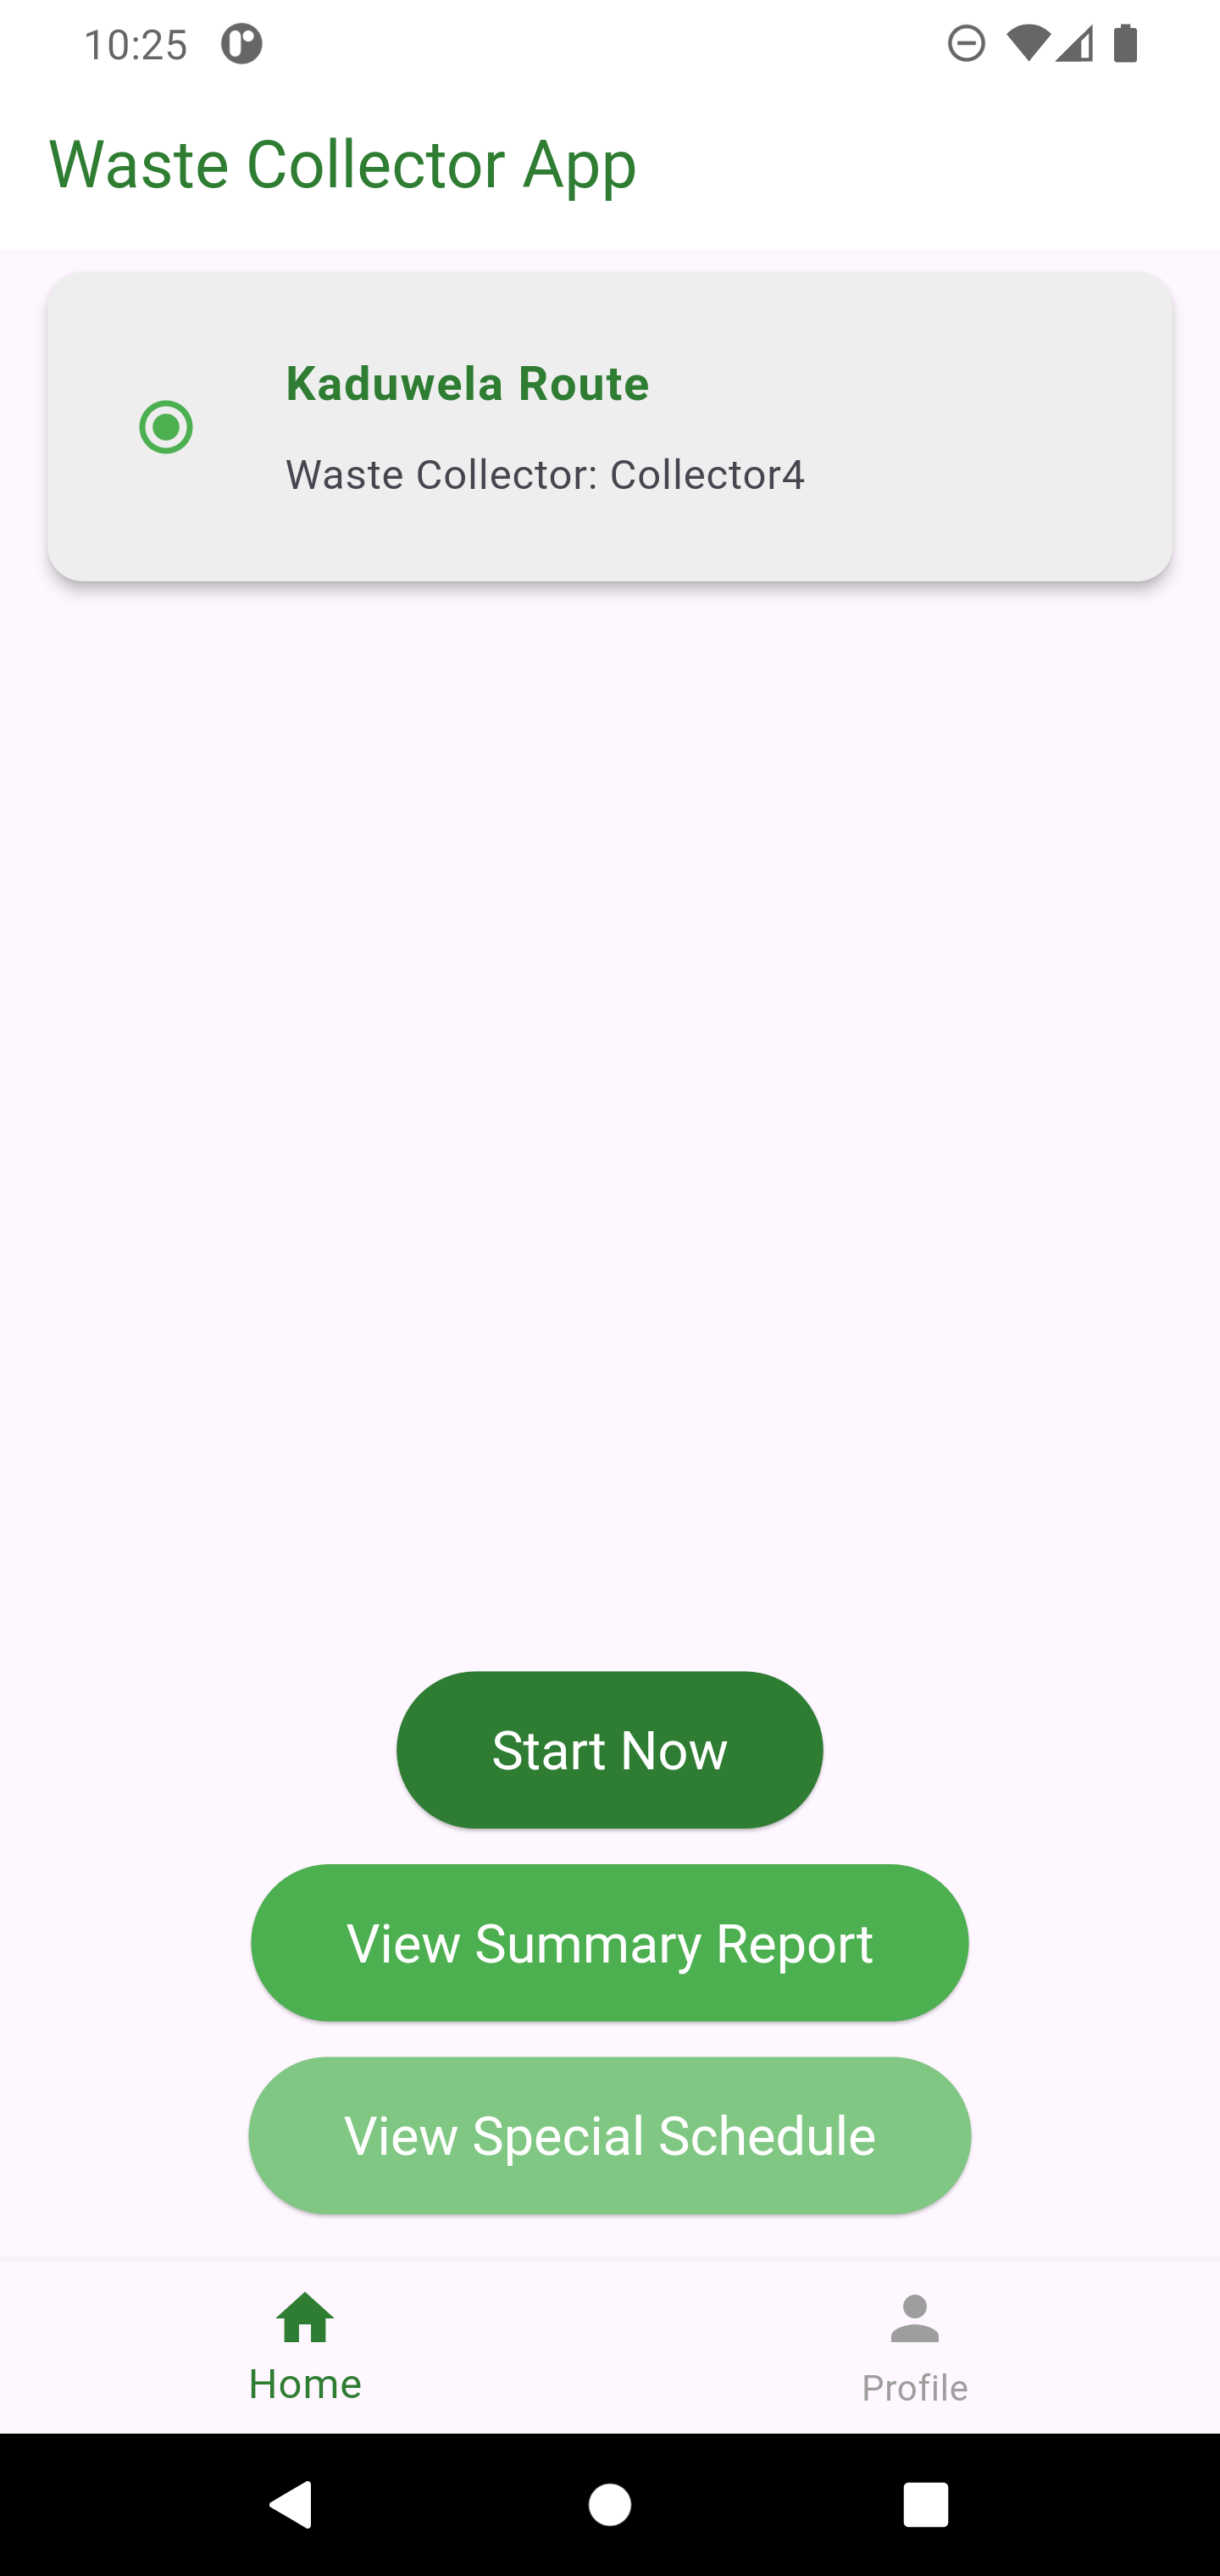 10:25
Waste Collector App
Kaduwela Route
Waste Collector: Collector4
Start Now
View Summary Report
View Special Schedule
Home
Profile